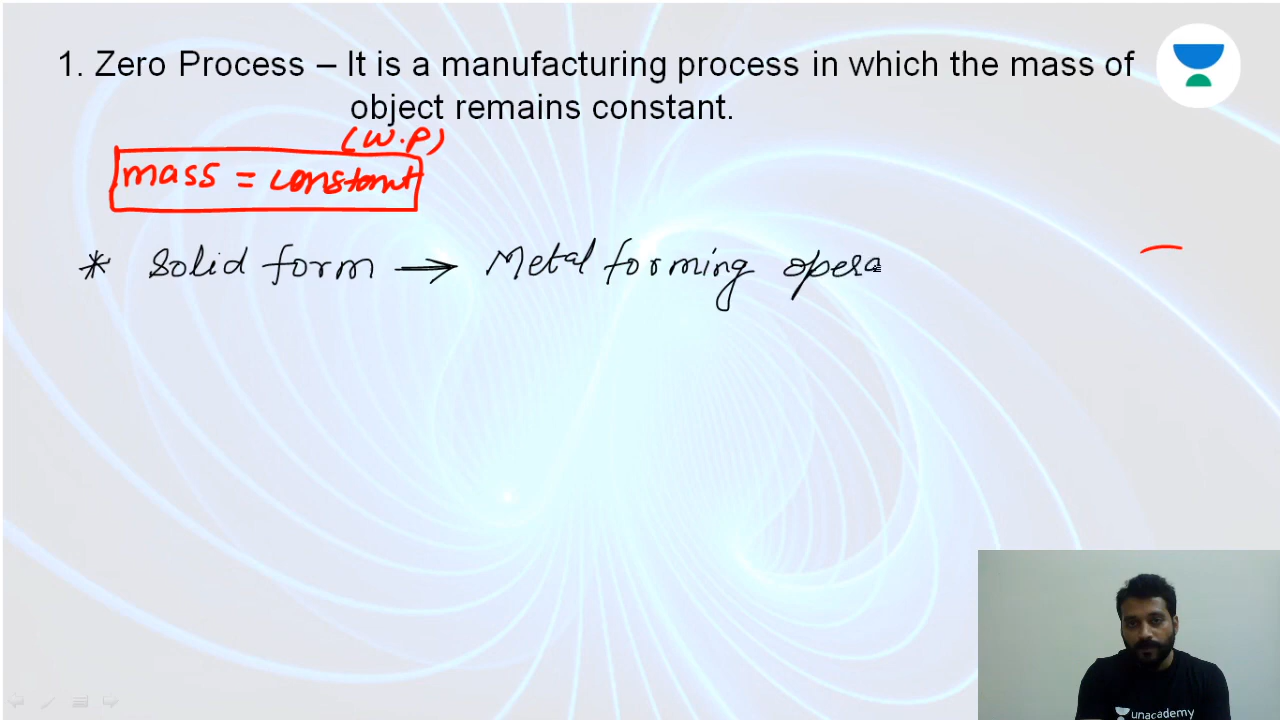 1. Zero Process – It is a manufacturing process in which the mass of
object remains constant.
(W.P)
mass = constant
* Solid form → Metal forming opera
unacademy